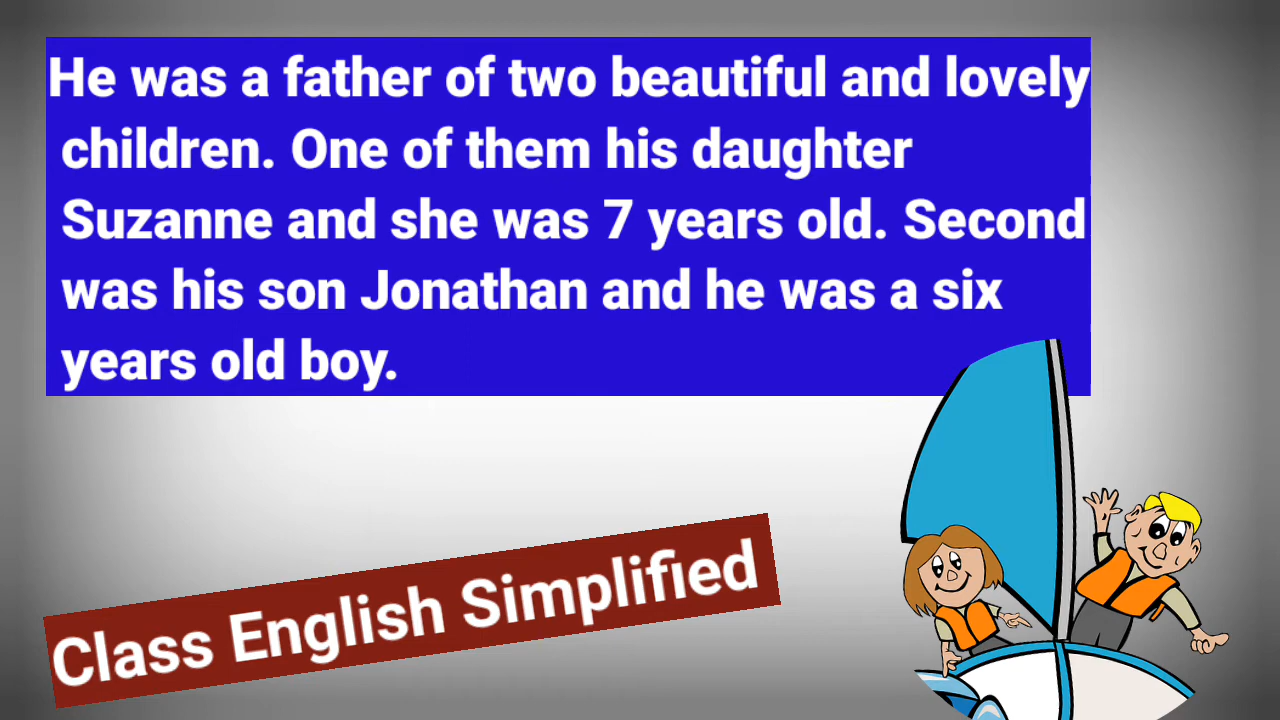 He was a father of two beautiful and lovely
children. One of them his daughter
Suzanne and she was 7 years old. Second
was his son Jonathan and he was a six
years old boy.
Class English Simplified